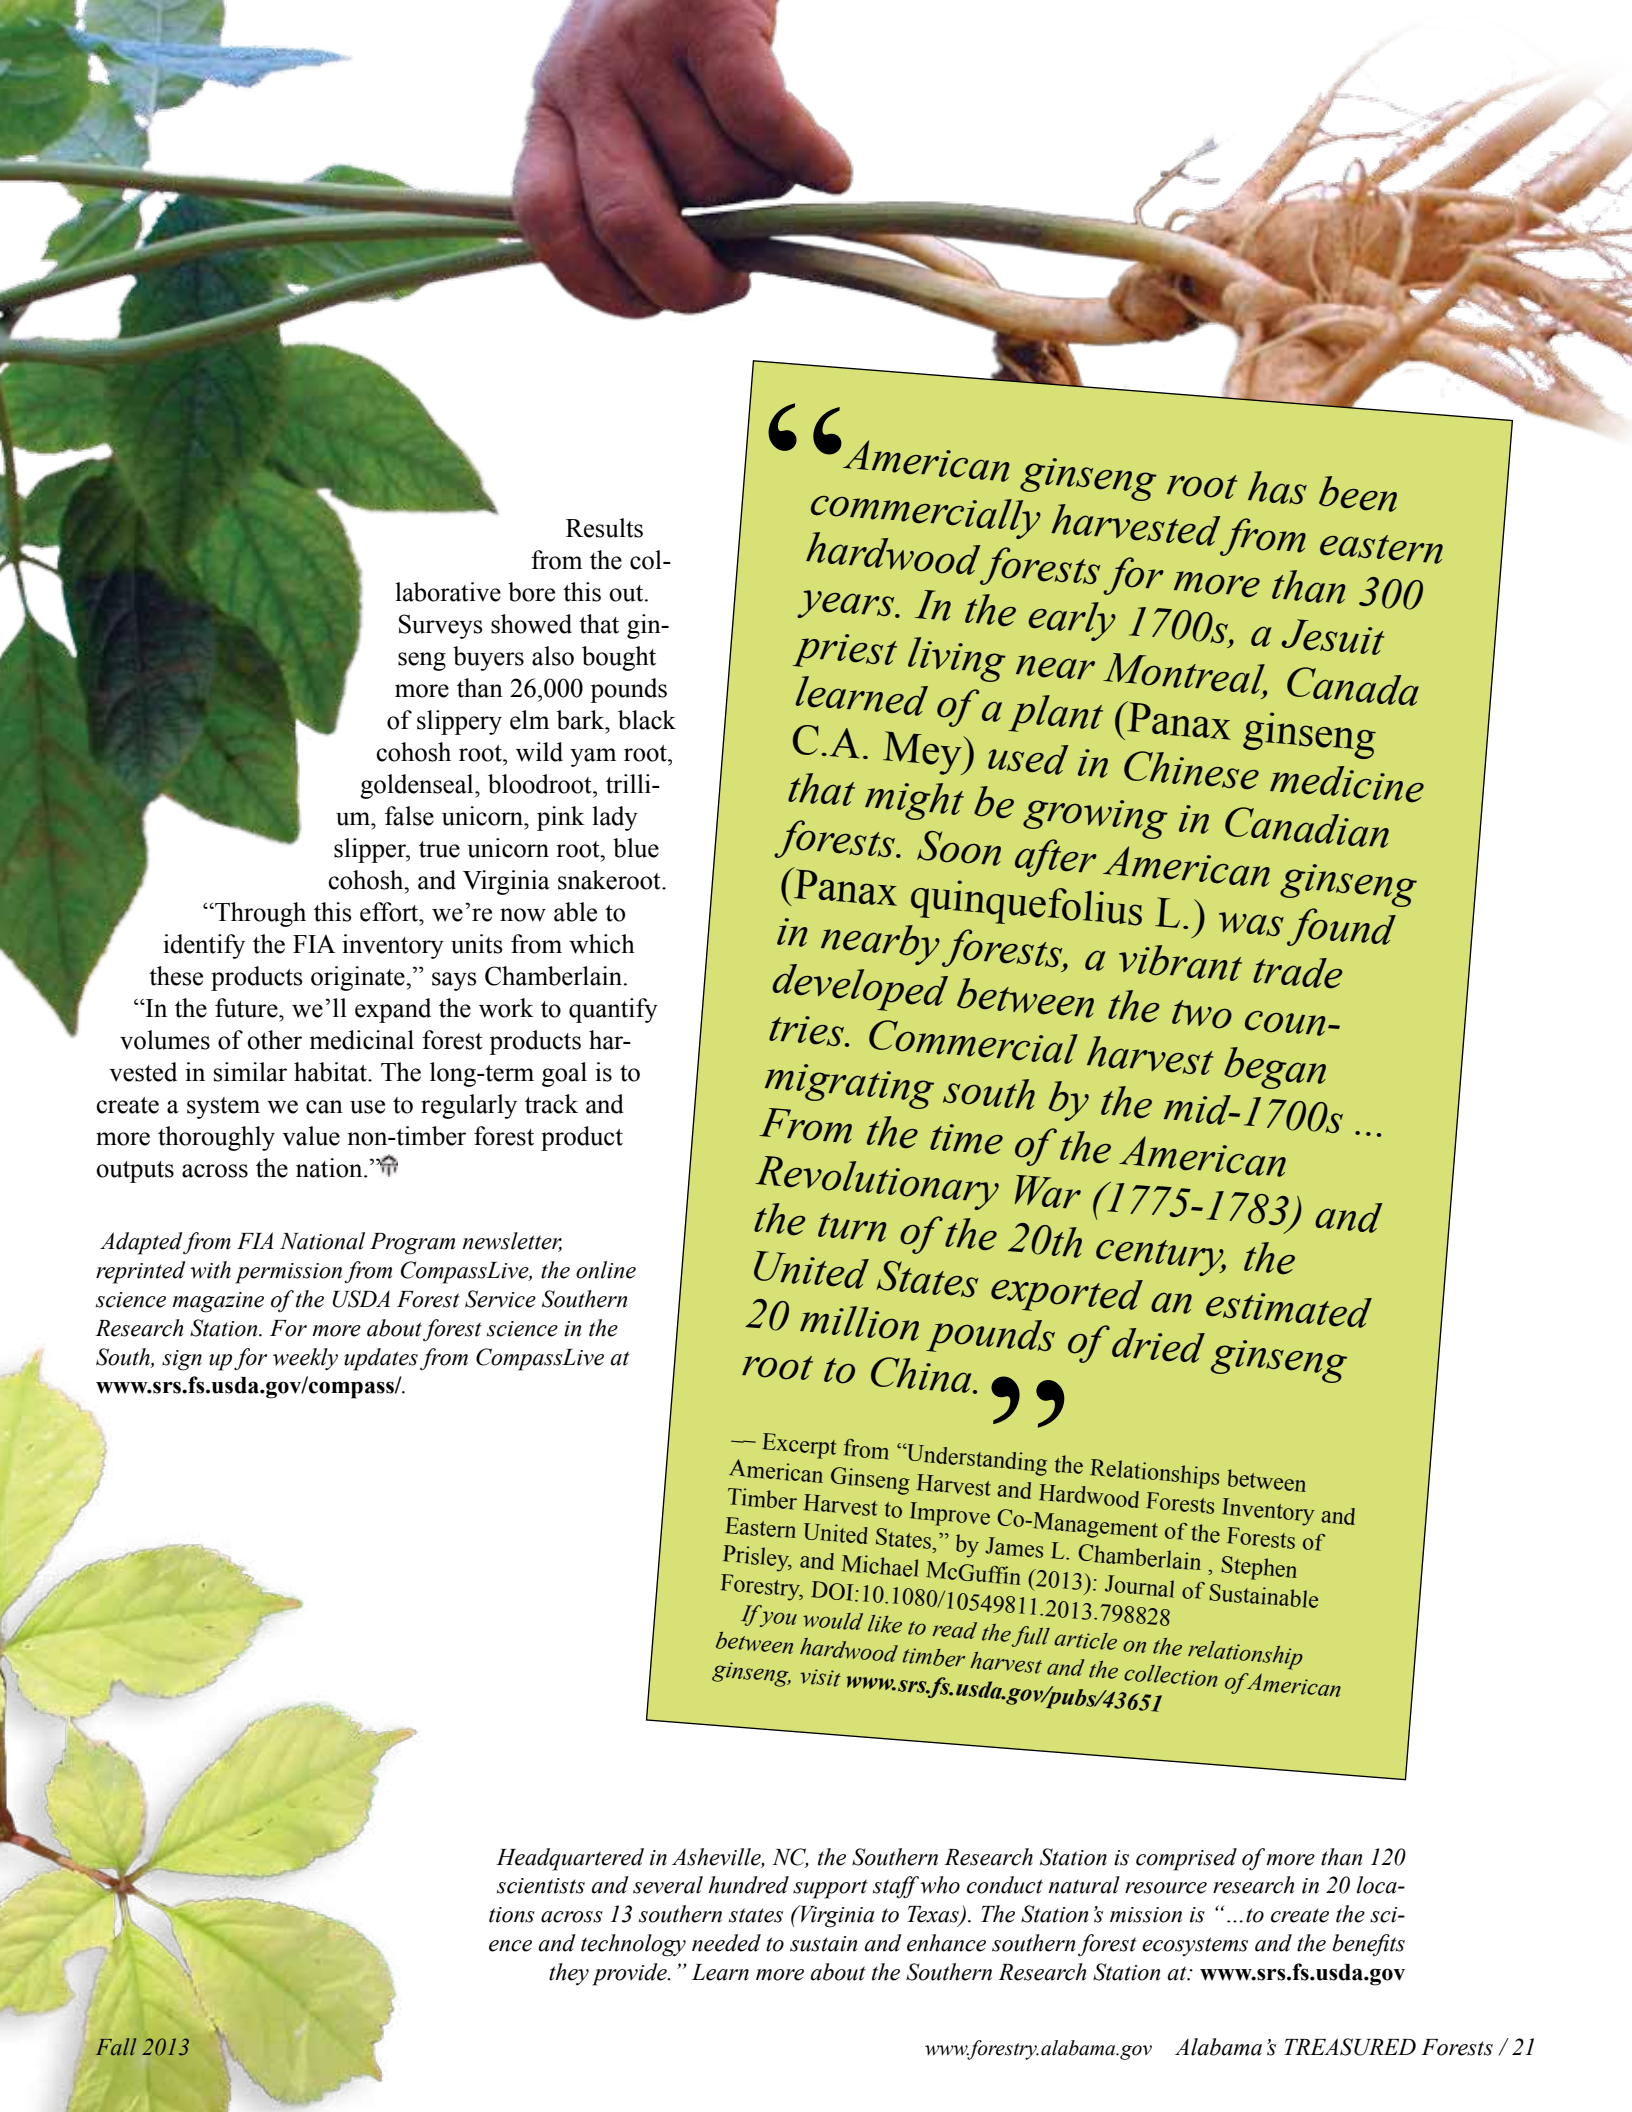 Results
from the col-
laborative bore this out.
Surveys showed that gin-
seng buyers also bought
more than 26,000 pounds
of slippery elm bark, black
cohosh root, wild yam root,
goldenseal, bloodroot, trilli-
um, false unicorn, pink lady
slipper, true unicorn root, blue
cohosh, and Virginia snakeroot.
“Through this effort, we’re now able to
identify the FIA inventory units from which
these products originate,” says Chamberlain.
“In the future, we’ll expand the work to quantify
volumes of other medicinal forest products har-
vested in similar habitat. The long-term goal is to
create a system we can use to regularly track and
more thoroughly value non-timber forest product
outputs across the nation.”
Adapted from FIA National Program newsletter,
reprinted with permission from CompassLive, the online
science magazine of the USDA Forest Service Southern
Research Station. For more about forest science in the
South, sign up for weekly updates from CompassLive at
www.srs.fs.usda.gov/compass/.
“American ginseng root has been
commercially harvested from eastern
hardwood forests for more than 300
years. In the early 1700s, a Jesuit
priest living near Montreal, Canada
learned of a plant (Panax ginseng
C.A. Mey) used in Chinese medicine
that might be growing in Canadian
forests. Soon after American ginseng
(Panax quinquefolius L.) was found
in nearby forests, a vibrant trade
developed between the two coun-
tries. Commercial harvest began
migrating south by the mid-1700s ...
From the time of the American
Revolutionary War (1775-1783) and
the turn of the 20th century, the
United States exported an estimated
20 million pounds of dried ginseng
root to China.”
— Excerpt from “Understanding the Relationships between
American Ginseng Harvest and Hardwood Forests Inventory and
Timber Harvest to Improve Co-Management of the Forests of
Eastern United States,” by James L. Chamberlain , Stephen
Prisley, and Michael McGuffin (2013): Journal of Sustainable
Forestry, DOI:10.1080/10549811.2013.798828
If you would like to read the full article on the relationship
between hardwood timber harvest and the collection of American
ginseng, visit www.srs.fs.usda.gov/pubs/43651
Headquartered in Asheville, NC, the Southern Research Station is comprised of more than 120
scientists and several hundred support staff who conduct natural resource research in 20 loca-
tions across 13 southern states (Virginia to Texas). The Station’s mission is “...to create the sci-
ence and technology needed to sustain and enhance southern forest ecosystems and the benefits
they provide.” Learn more about the Southern Research Station at: www.srs.fs.usda.gov
Fall 2013
www.forestry.alabama.gov Alabama’s TREASURED Forests / 21